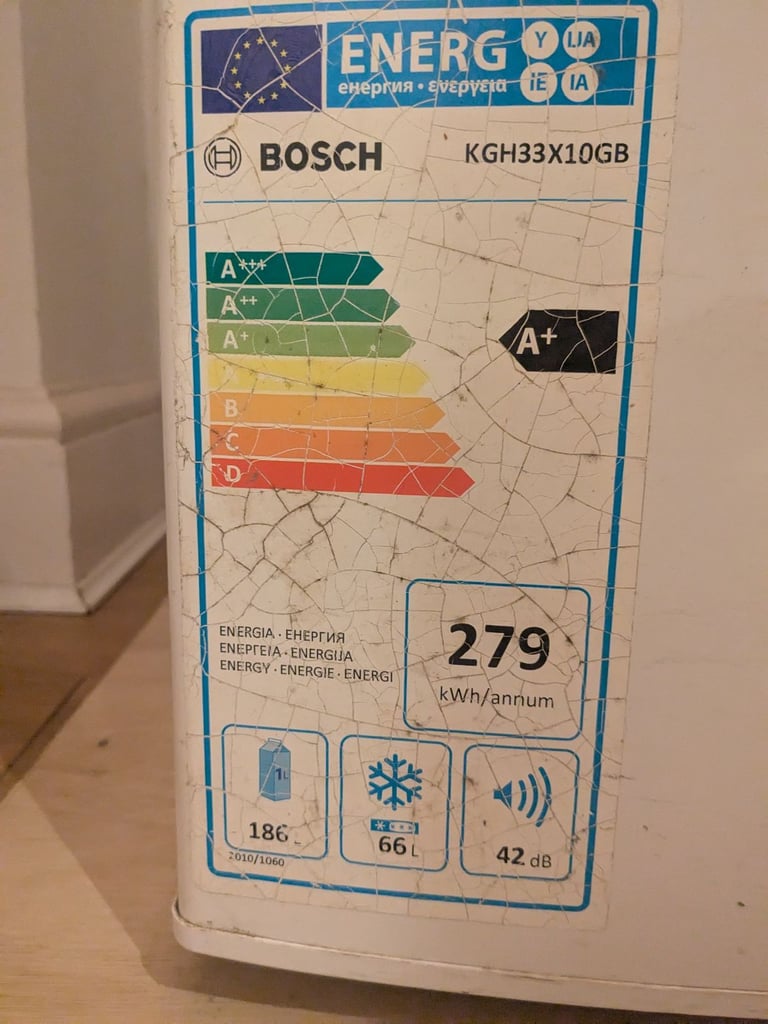 ENERG Y IJA
енергия · ενεργεια IE IA
BOSCH KGH33X10GB
A+++
A++
A+
A+
B
C
D
ENERGIA · ЕНЕРГИЯ
ΕΝΕΡΓΕΙΑ · ENERGIJA
ENERGY · ENERGIE · ENERGI
279
kWh/annum
1L
186 L
66 L
42 dB
2010/1060